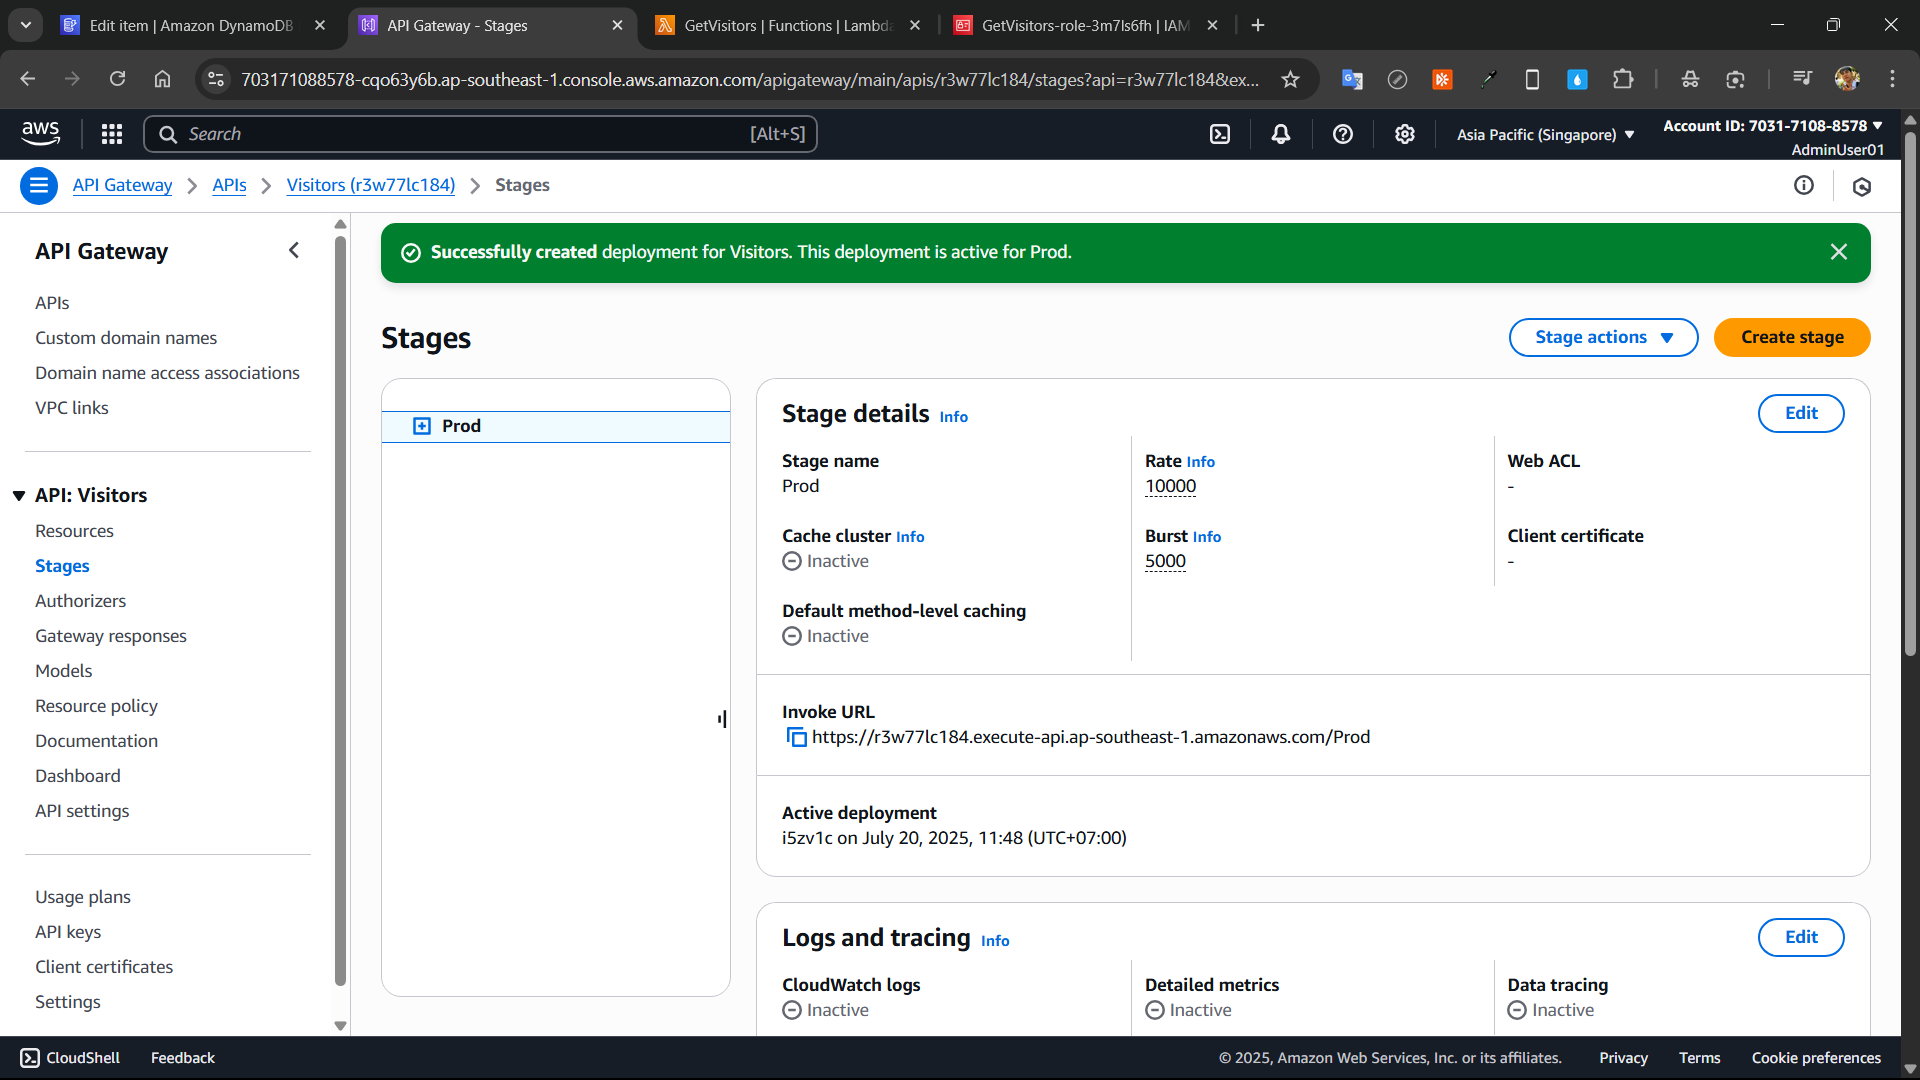 Edit item | Amazon DynamoDB
API Gateway - Stages
GetVisitors | Functions | Lambda
GetVisitors-role-3m7ls6fh | IAM
703171088578-cqo63y6b.ap-southeast-1.console.aws.amazon.com/apigateway/main/apis/r3w77lc184/stages?api=r3w77lc184&ex...
aws
Search
[Alt+S]
Asia Pacific (Singapore)
Account ID: 7031-7108-8578
AdminUser01
API Gateway
APIs
Visitors (r3w77lc184)
Stages
API Gateway
APIs
Custom domain names
Domain name access associations
VPC links
API: Visitors
Resources
Stages
Authorizers
Gateway responses
Models
Resource policy
Documentation
Dashboard
API settings
Usage plans
API keys
Client certificates
Settings
Successfully created deployment for Visitors. This deployment is active for Prod.
Stages
Stage actions
Create stage
Prod
Stage details Info
Edit
Stage name
Prod
Rate Info
10000
Web ACL
-
Cache cluster Info
Inactive
Burst Info
5000
Client certificate
-
Default method-level caching
Inactive
Invoke URL
https://r3w77lc184.execute-api.ap-southeast-1.amazonaws.com/Prod
Active deployment
i5zv1c on July 20, 2025, 11:48 (UTC+07:00)
Logs and tracing Info
Edit
CloudWatch logs
Inactive
Detailed metrics
Inactive
Data tracing
Inactive
CloudShell
Feedback
© 2025, Amazon Web Services, Inc. or its affiliates.
Privacy
Terms
Cookie preferences